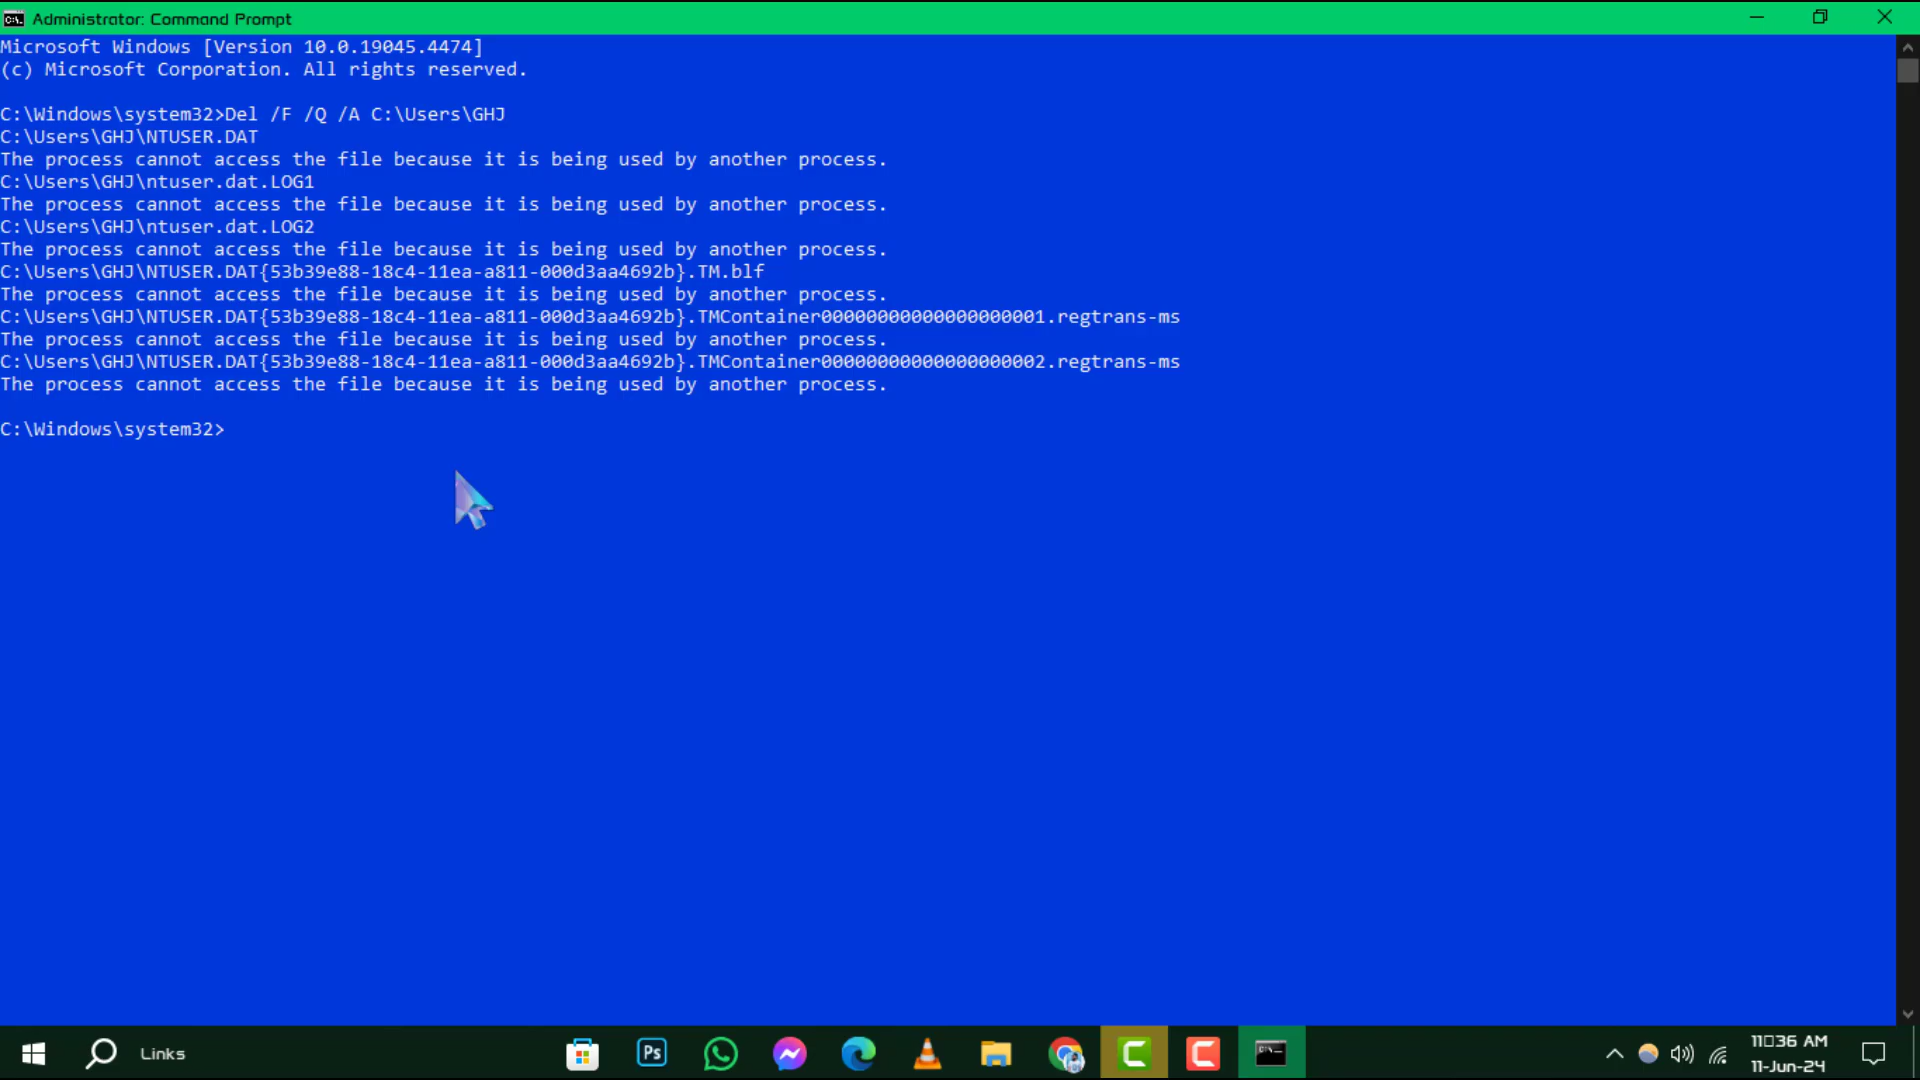 Administrator: Command Prompt
Microsoft Windows [Version 10.0.19045.4474]
(c) Microsoft Corporation. All rights reserved.
C:\Windows\system32>Del /F /Q /A C:\Users\GHJ
C:\Users\GHJ\NTUSER.DAT
The process cannot access the file because it is being used by another process.
C:\Users\GHJ\ntuser.dat.LOG1
The process cannot access the file because it is being used by another process.
C:\Users\GHJ\ntuser.dat.LOG2
The process cannot access the file because it is being used by another process.
C:\Users\GHJ\NTUSER.DAT{53b39e88-18c4-11ea-a811-000d3aa4692b}.TM.blf
The process cannot access the file because it is being used by another process.
C:\Users\GHJ\NTUSER.DAT{53b39e88-18c4-11ea-a811-000d3aa4692b}.TMContainer00000000000000000001.regtrans-ms
The process cannot access the file because it is being used by another process.
C:\Users\GHJ\NTUSER.DAT{53b39e88-18c4-11ea-a811-000d3aa4692b}.TMContainer00000000000000000002.regtrans-ms
The process cannot access the file because it is being used by another process.
C:\Windows\system32>
Links
Ps
11□36 AM
11-Jun-24